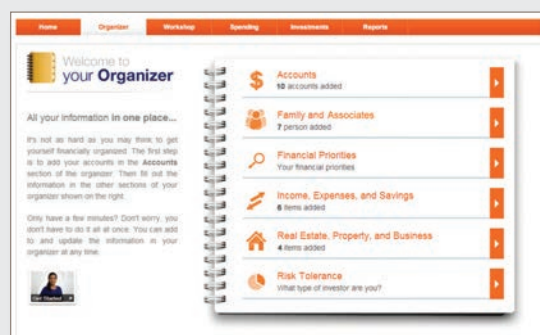 Home Organizer Workshop Spending Investments Reports
Welcome to
your Organizer
All your information in one place...
It's not as hard as you may think to get
yourself financially organized. The first step
is to add your accounts in the Accounts
section of the organizer. Then fill out the
information in the other sections of your
organizer shown on the right.
Only have a few minutes? Don't worry, you
don't have to do it all at once. You can add
to and update the information in your
organizer at any time.
Get Started
Accounts
10 accounts added
Family and Associates
7 person added
Financial Priorities
Your financial priorities
Income, Expenses, and Savings
6 items added
Real Estate, Property, and Business
4 items added
Risk Tolerance
What type of investor are you?